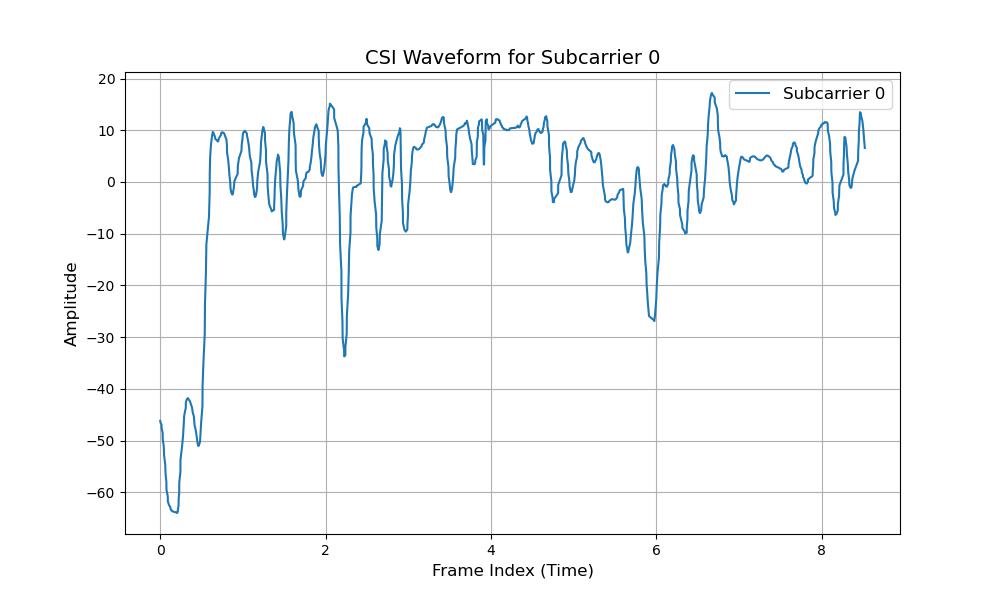 CSI Waveform for Subcarrier 0
Subcarrier 0
20
10
0
−10
−20
−30
−40
−50
−60
Amplitude
0 2 4 6 8
Frame Index (Time)